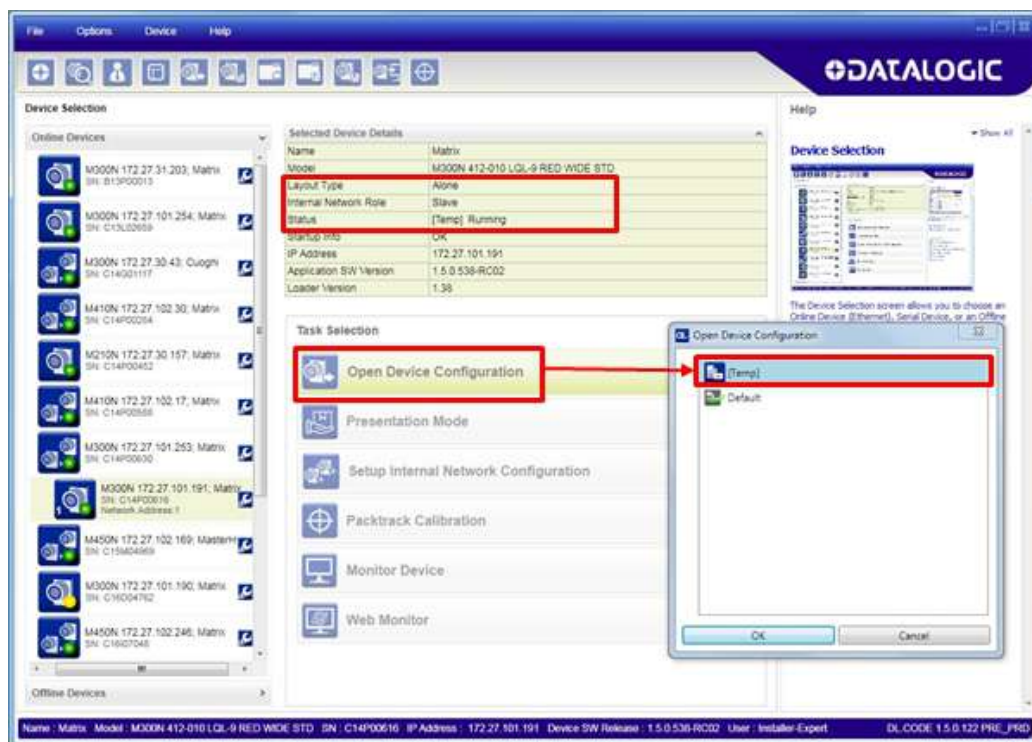 File Options Device Help
DATALOGIC
Device Selection
Online Devices
M300N 172.27.31.203; Matrix
SN: B13P00013
M300N 172.27.101.254; Matrix
SN: C13L02659
M300N 172.27.30.43; Cuogni
SN: C14G01117
M410N 172.27.102.30; Matrix
SN: C14P00284
M210N 172.27.30.157; Matrix
SN: C14P00452
M410N 172.27.102.17; Matrix
SN: C14P00588
M300N 172.27.101.253; Matrix
SN: C14P00630
M300N 172.27.101.191; Matrix
SN: C14P00616
Network Address:1
1
M450N 172.27.102.169; Master
SN: C15M04969
M300N 172.27.101.190; Matrix
SN: C16D04762
M450N 172.27.102.246; Matrix
SN: C16I07048
Offline Devices
Selected Device Details
Name Matrix
Model M300N 412-010 LQL-9 RED WIDE STD
Layout Type Alone
Internal Network Role Slave
Status [Temp] Running
Startup Info OK
IP Address 172.27.101.191
Application SW Version 1.5.0.536-RC02
Loader Version 1.38
Task Selection
Open Device Configuration
Presentation Mode
Setup Internal Network Configuration
Packtrack Calibration
Monitor Device
Web Monitor
Help
Show All
Device Selection
The Device Selection screen allows you to choose an
Online Device (Ethernet), Serial Device, or an Offline
Open Device Configuration
[Temp]
Default
OK Cancel
Name : Matrix Model : M300N 412-010 LQL-9 RED WIDE STD SN : C14P00616 IP Address : 172.27.101.191 Device SW Release : 1.5.0.536-RC02 User : Installer-Expert DL.CODE 1.5.0.122 PRE_PRD